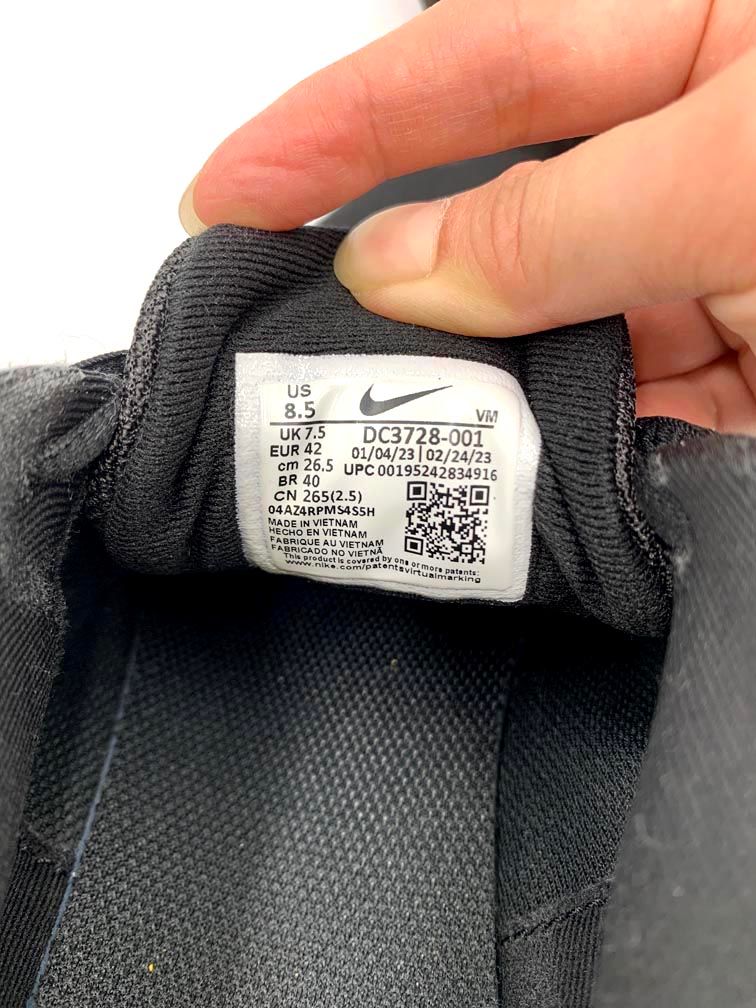 US
8.5
VM
UK 7.5
DC3728-001
EUR 42
01/04/23 | 02/24/23
cm 26.5
UPC 00195242834916
BR 40
CN 265(2.5)
04AZ4RPMS4S5H
MADE IN VIETNAM
HECHO EN VIETNAM
FABRIQUE AU VIETNAM
FABRICADO NO VIETNÃ
This product is covered by one or more patents:
www.nike.com/patentsvirtualmarking